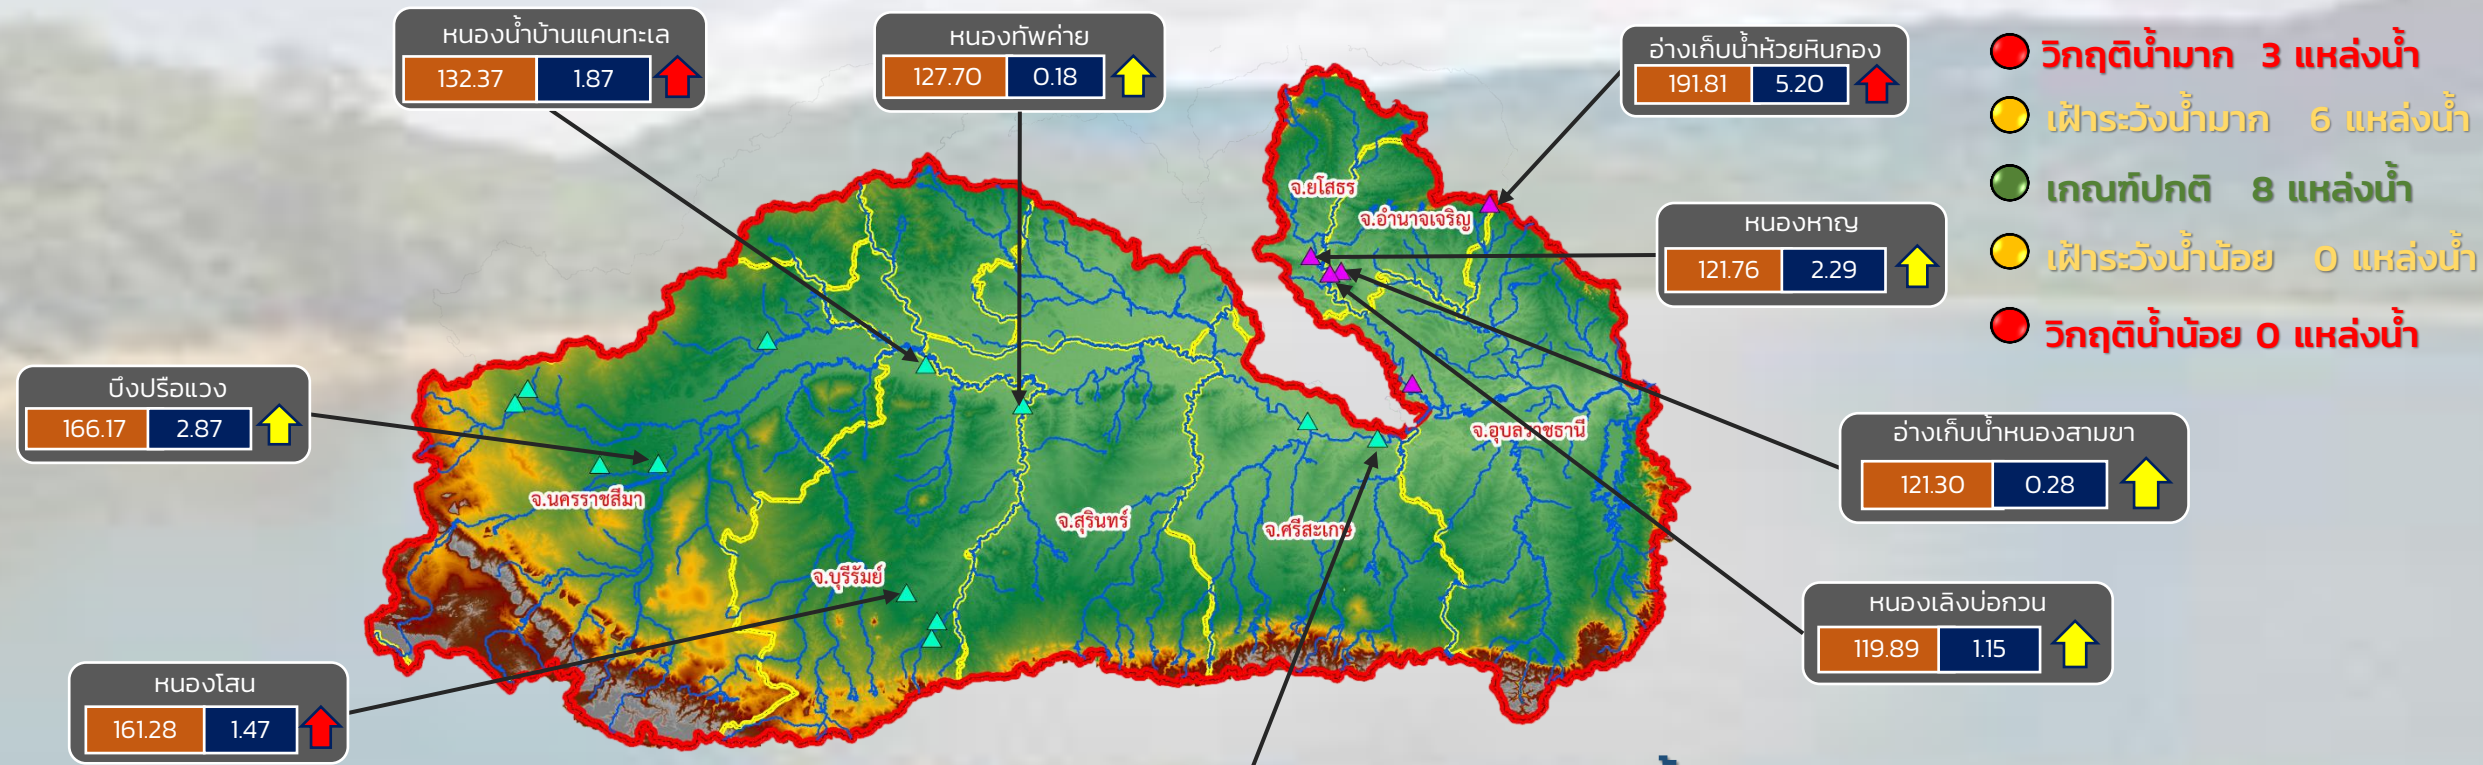 หนองน้ำบ้านแคนทะเล
132.37 1.87
หนองทัพค่าย
127.70 0.18
อ่างเก็บน้ำห้วยหินกอง
191.81 5.20
วิกฤติน้ำมาก 3 แหล่งน้ำ
เฝ้าระวังน้ำมาก 6 แหล่งน้ำ
เกณฑ์ปกติ 8 แหล่งน้ำ
เฝ้าระวังน้ำน้อย 0 แหล่งน้ำ
วิกฤติน้ำน้อย 0 แหล่งน้ำ
จ.ยโสธร
จ.อำนาจเจริญ
หนองหาญ
121.76 2.29
บึงปรือแวง
166.17 2.87
จ.อุบลราชธานี
อ่างเก็บน้ำหนองสามขา
121.30 0.28
จ.นครราชสีมา
จ.สุรินทร์
จ.ศรีสะเกษ
จ.บุรีรัมย์
หนองเลิงบ่อกวน
119.89 1.15
หนองโสน
161.28 1.47